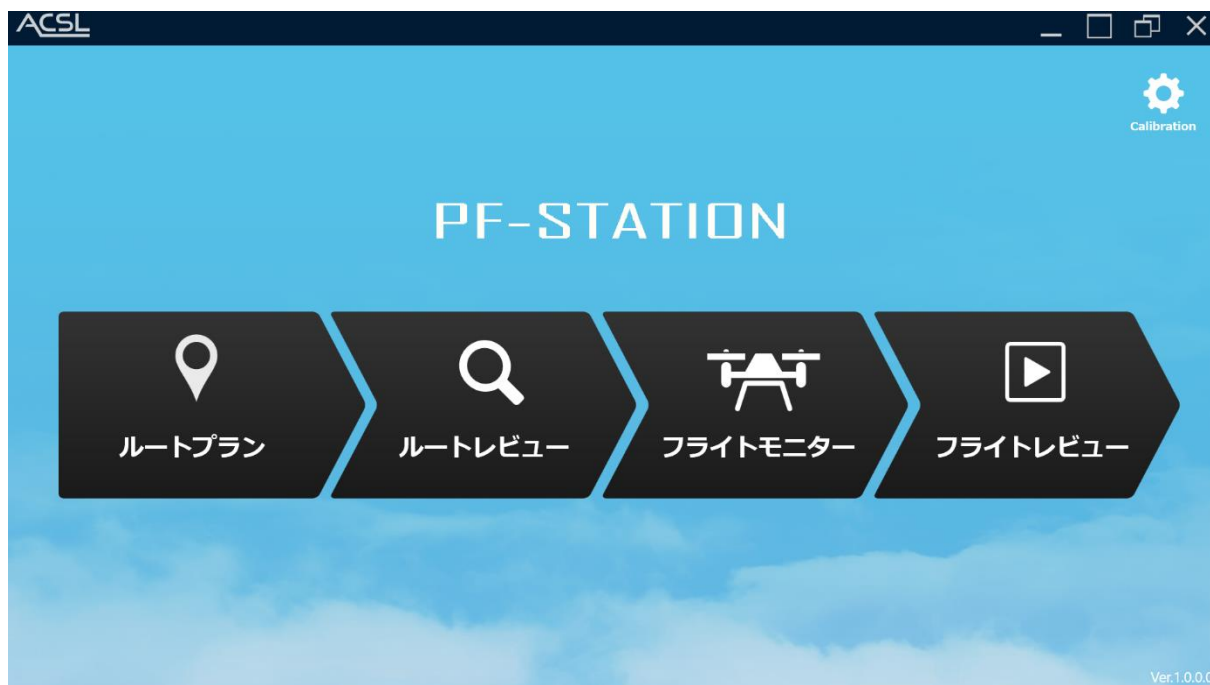 ACSL
Calibration
PF-STATION
ルートプラン
ルートレビュー
フライトモニター
フライトレビュー
Ver.1.0.0.0